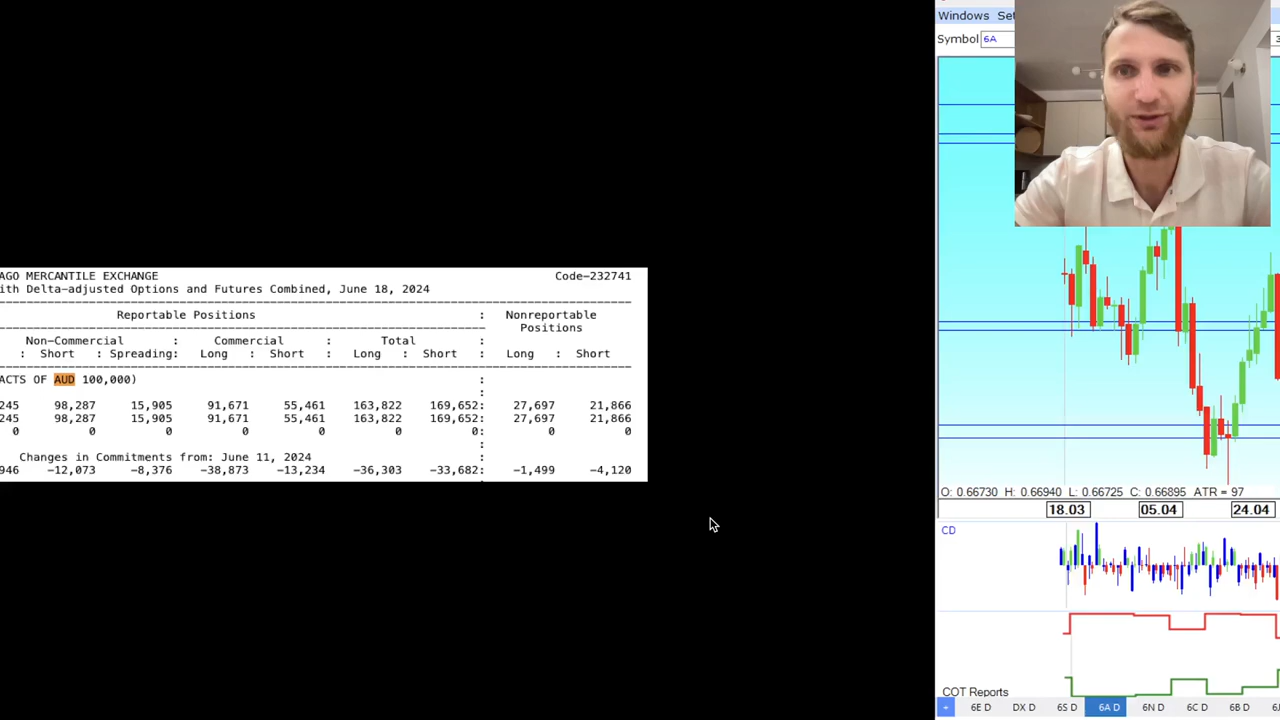 AGO MERCANTILE EXCHANGE Code-232741
ith Delta-adjusted Options and Futures Combined, June 18, 2024
Reportable Positions : Nonreportable
Positions
Non-Commercial : Commercial : Total :
: Short : Spreading: Long : Short : Long : Short : Long : Short
ACTS OF AUD 100,000) :
:
245 98,287 15,905 91,671 55,461 163,822 169,652: 27,697 21,866
245 98,287 15,905 91,671 55,461 163,822 169,652: 27,697 21,866
0 0 0 0 0 0 0: 0 0
:
Changes in Commitments from: June 11, 2024 :
946 -12,073 -8,376 -38,873 -13,234 -36,303 -33,682: -1,499 -4,120
Windows Set
Symbol 6A
O: 0.66730 H: 0.66940 L: 0.66725 C: 0.66895 ATR = 97
18.03 05.04 24.04
CD
COT Reports
6E D DX D 6S D 6A D 6N D 6C D 6B D